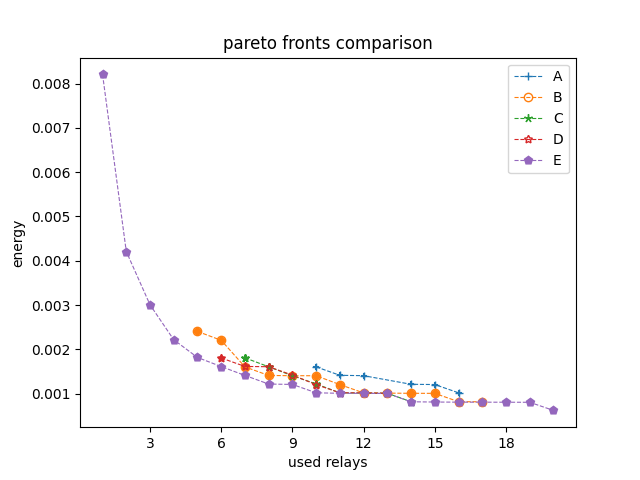 pareto fronts comparison
A
B
C
D
E
0.008
0.007
0.006
0.005
0.004
0.003
0.002
0.001
energy
3 6 9 12 15 18
used relays